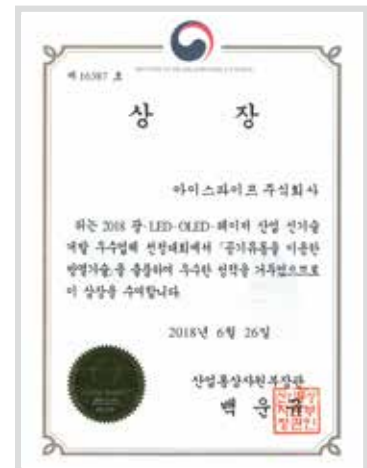 제 16387 호
상 장
아이스파이프 주식회사
위는 2018 광·LED·OLED·레이저 산업 신기술
개발 우수업체 선정대회에서 「공기유동을 이용한
방열기술」을 출품하여 우수한 성적을 거두었으므로
이 상장을 수여합니다
2018년 6월 26일
산업통상자원부장관
백 운 규